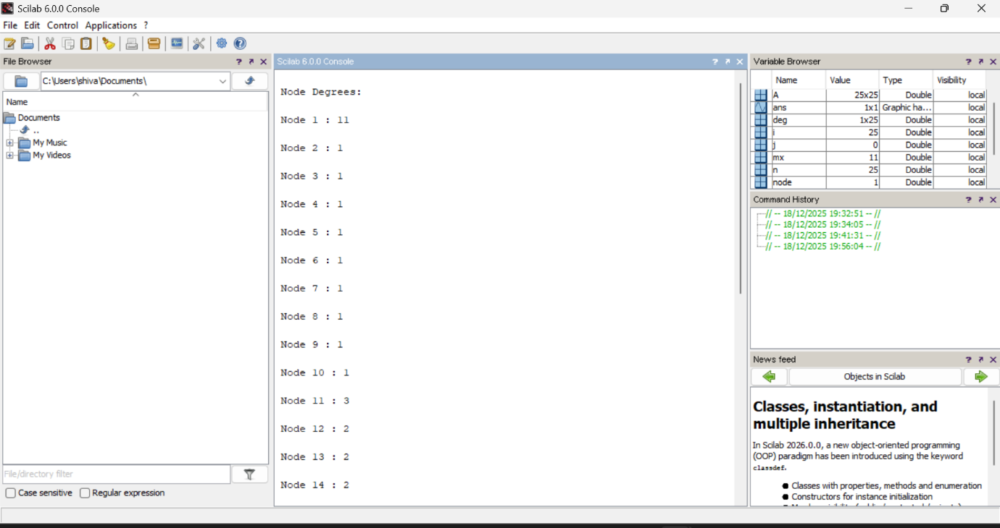 Scilab 6.0.0 Console
File Edit Control Applications ?
File Browser
C:\Users\shiva\Documents\
Name
Documents
..
My Music
My Videos
File/directory filter
Case sensitive Regular expression
Scilab 6.0.0 Console
Node Degrees:
Node 1 : 11
Node 2 : 1
Node 3 : 1
Node 4 : 1
Node 5 : 1
Node 6 : 1
Node 7 : 1
Node 8 : 1
Node 9 : 1
Node 10 : 1
Node 11 : 3
Node 12 : 2
Node 13 : 2
Node 14 : 2
Variable Browser
Name Value Type Visibility
A 25x25 Double local
ans 1x1 Graphic ha... local
deg 1x25 Double local
i 25 Double local
j 0 Double local
mx 11 Double local
n 25 Double local
node 1 Double local
Command History
// -- 18/12/2025 19:32:51 -- //
// -- 18/12/2025 19:34:05 -- //
// -- 18/12/2025 19:41:31 -- //
// -- 18/12/2025 19:56:04 -- //
News feed
Objects in Scilab
Classes, instantiation, and
multiple inheritance
In Scilab 2026.0.0, a new object-oriented programming
(OOP) paradigm has been introduced using the keyword
classdef.
Classes with properties, methods and enumeration
Constructors for instance initialization